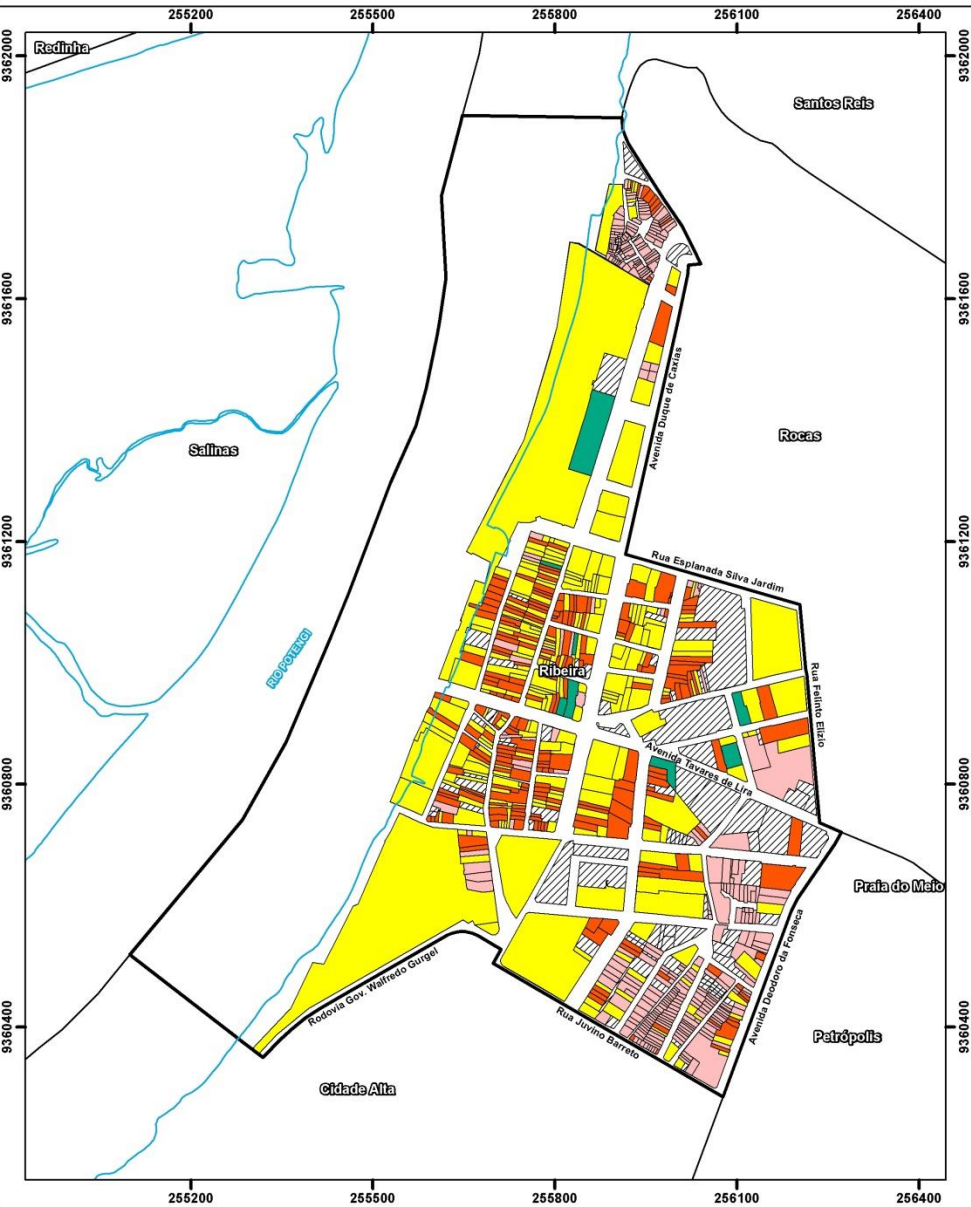 255200 255500 255800 256100 256400
9362000
9362000
Redinha
Santos Reis
9361600
9361600
Avenida Duque de Caxias
Rocas
Salinas
9361200
9361200
Rua Esplanada Silva Jardim
RIO POTENGI
Ribeira
Rua Felinto Elizio
Avenida Tavares de Lira
9360800
9360800
Praia do Meio
Rodovia Gov. Walfredo Gurgel
Avenida Deodoro da Fonseca
9360400
9360400
Rua Juvino Barreto
Petrópolis
Cidade Alta
255200 255500 255800 256100 256400